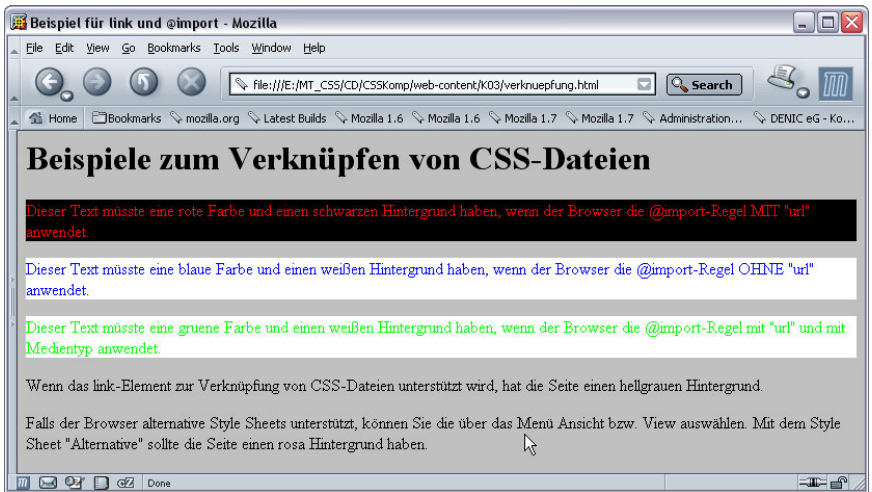 Beispiel für link und @import - Mozilla
File Edit View Go Bookmarks Tools Window Help
file:///E:/MT_CSS/CD/CSSKomp/web-content/K03/verknuepfung.html Search
Home Bookmarks mozilla.org Latest Builds Mozilla 1.6 Mozilla 1.6 Mozilla 1.7 Mozilla 1.7 Administration... DENIC eG - Ko...
Beispiele zum Verknüpfen von CSS-Dateien
Dieser Text müsste eine rote Farbe und einen schwarzen Hintergrund haben, wenn der Browser die @import-Regel MIT "url"
anwendet.
Dieser Text müsste eine blaue Farbe und einen weißen Hintergrund haben, wenn der Browser die @import-Regel OHNE "url"
anwendet.
Dieser Text müsste eine gruene Farbe und einen weißen Hintergrund haben, wenn der Browser die @import-Regel mit "url" und mit
Medientyp anwendet.
Wenn das link-Element zur Verknüpfung von CSS-Dateien unterstützt wird, hat die Seite einen hellgrauen Hintergrund.
Falls der Browser alternative Style Sheets unterstützt, können Sie die über das Menü Ansicht bzw. View auswählen. Mit dem Style
Sheet "Alternative" sollte die Seite einen rosa Hintergrund haben.
Done